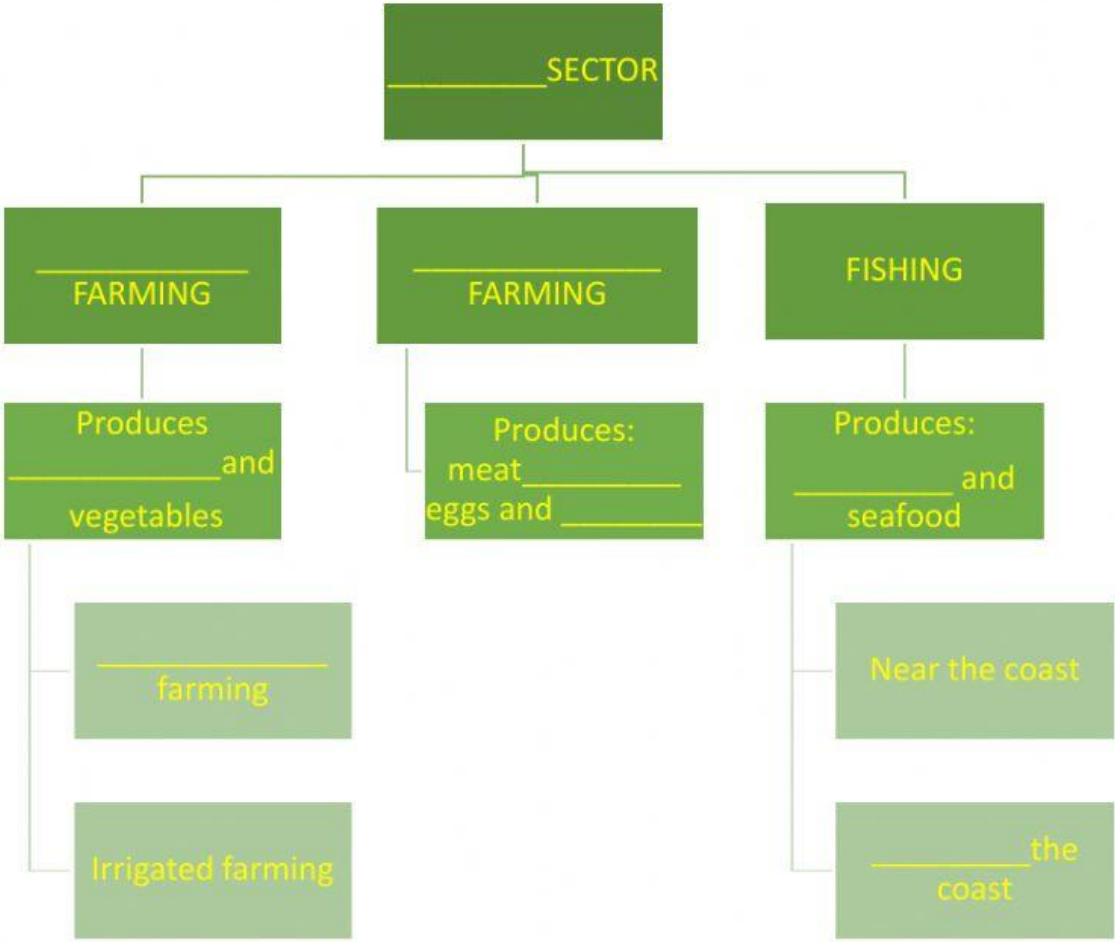 __________SECTOR
_____________
FARMING
_______________
FARMING
FISHING
Produces
_____________and
vegetables
Produces:
meat__________
eggs and _________
Produces:
__________ and
seafood
______________
farming
Near the coast
Irrigated farming
__________the
coast